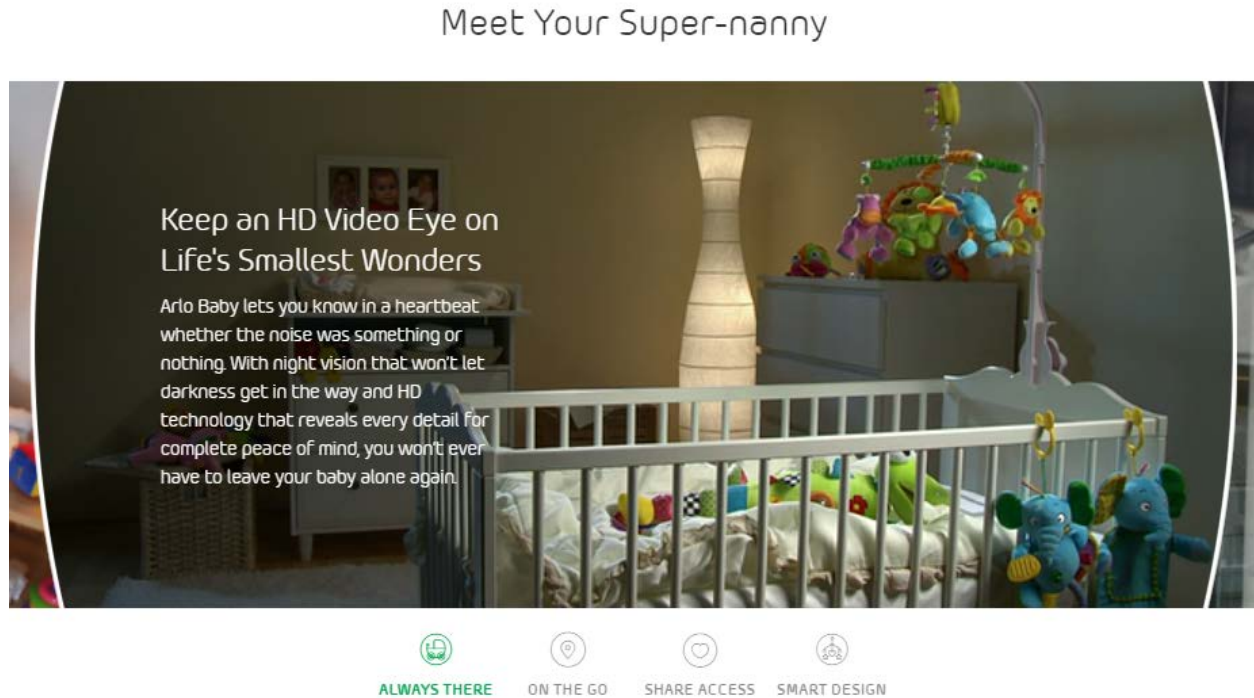 Meet Your Super-nanny
Keep an HD Video Eye on
Life's Smallest Wonders
Arlo Baby lets you know in a heartbeat
whether the noise was something or
nothing. With night vision that won't let
darkness get in the way and HD
technology that reveals every detail for
complete peace of mind, you won't ever
have to leave your baby alone again.
ALWAYS THERE
ON THE GO
SHARE ACCESS
SMART DESIGN